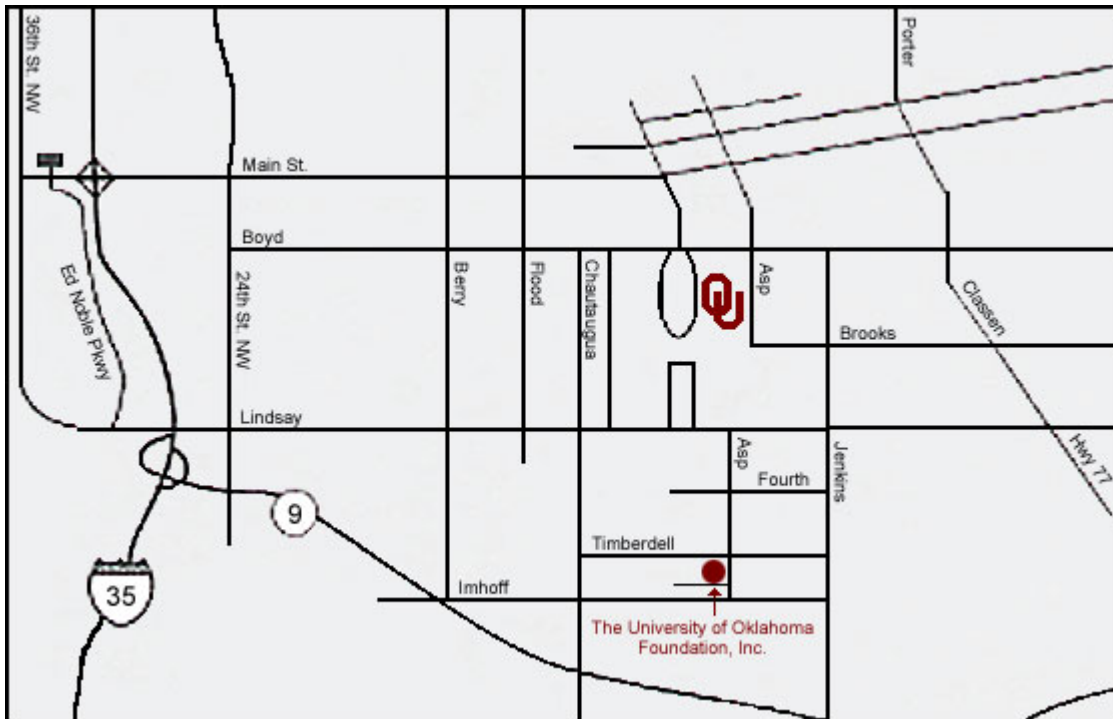 36th St. NW
Porter
Main St.
Boyd
Ed Noble Pkwy
24th St. NW
Berry
Flood
Chautaugua
OU
Asp
Classen
Brooks
Lindsay
Asp
Jenkins
Hwy 77
Fourth
9
Timberdell
35
Imhoff
The University of Oklahoma
Foundation, Inc.